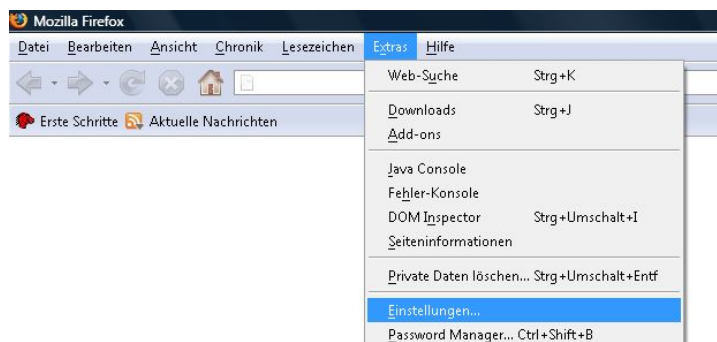 Mozilla Firefox
Datei Bearbeiten Ansicht Chronik Lesezeichen Extras Hilfe
Erste Schritte Aktuelle Nachrichten
Web-Suche Strg+K
Downloads Strg+J
Add-ons
Java Console
Fehler-Konsole
DOM Inspector Strg+Umschalt+I
Seiteninformationen
Private Daten löschen... Strg+Umschalt+Entf
Einstellungen...
Password Manager... Ctrl+Shift+B